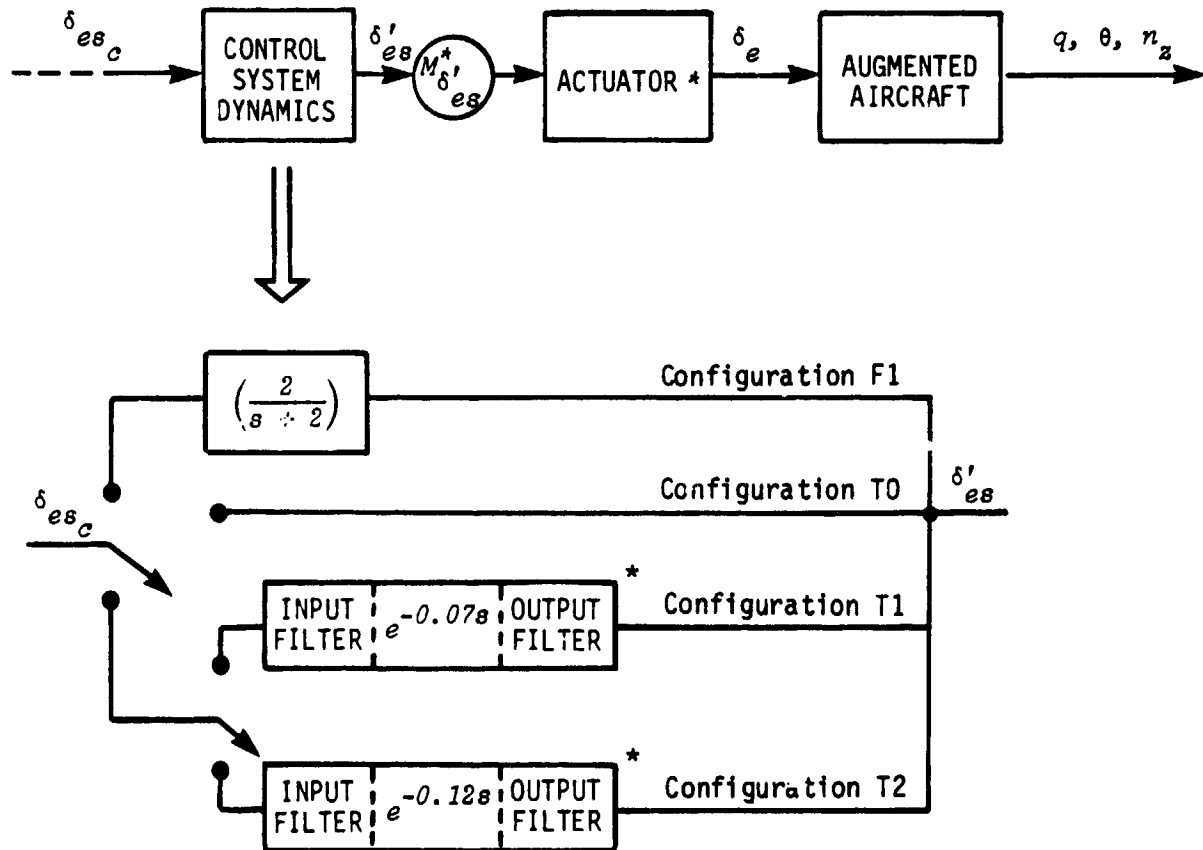 δes_c
CONTROL
SYSTEM
DYNAMICS
δ'es
M*δ'es
ACTUATOR *
δe
AUGMENTED
AIRCRAFT
q, θ, nz
(2 / (s + 2))
Configuration F1
δes_c
Configuration T0
δ'es
INPUT
FILTER
e^-0.07s
OUTPUT
FILTER
*
Configuration T1
INPUT
FILTER
e^-0.12s
OUTPUT
FILTER
*
Configuration T2